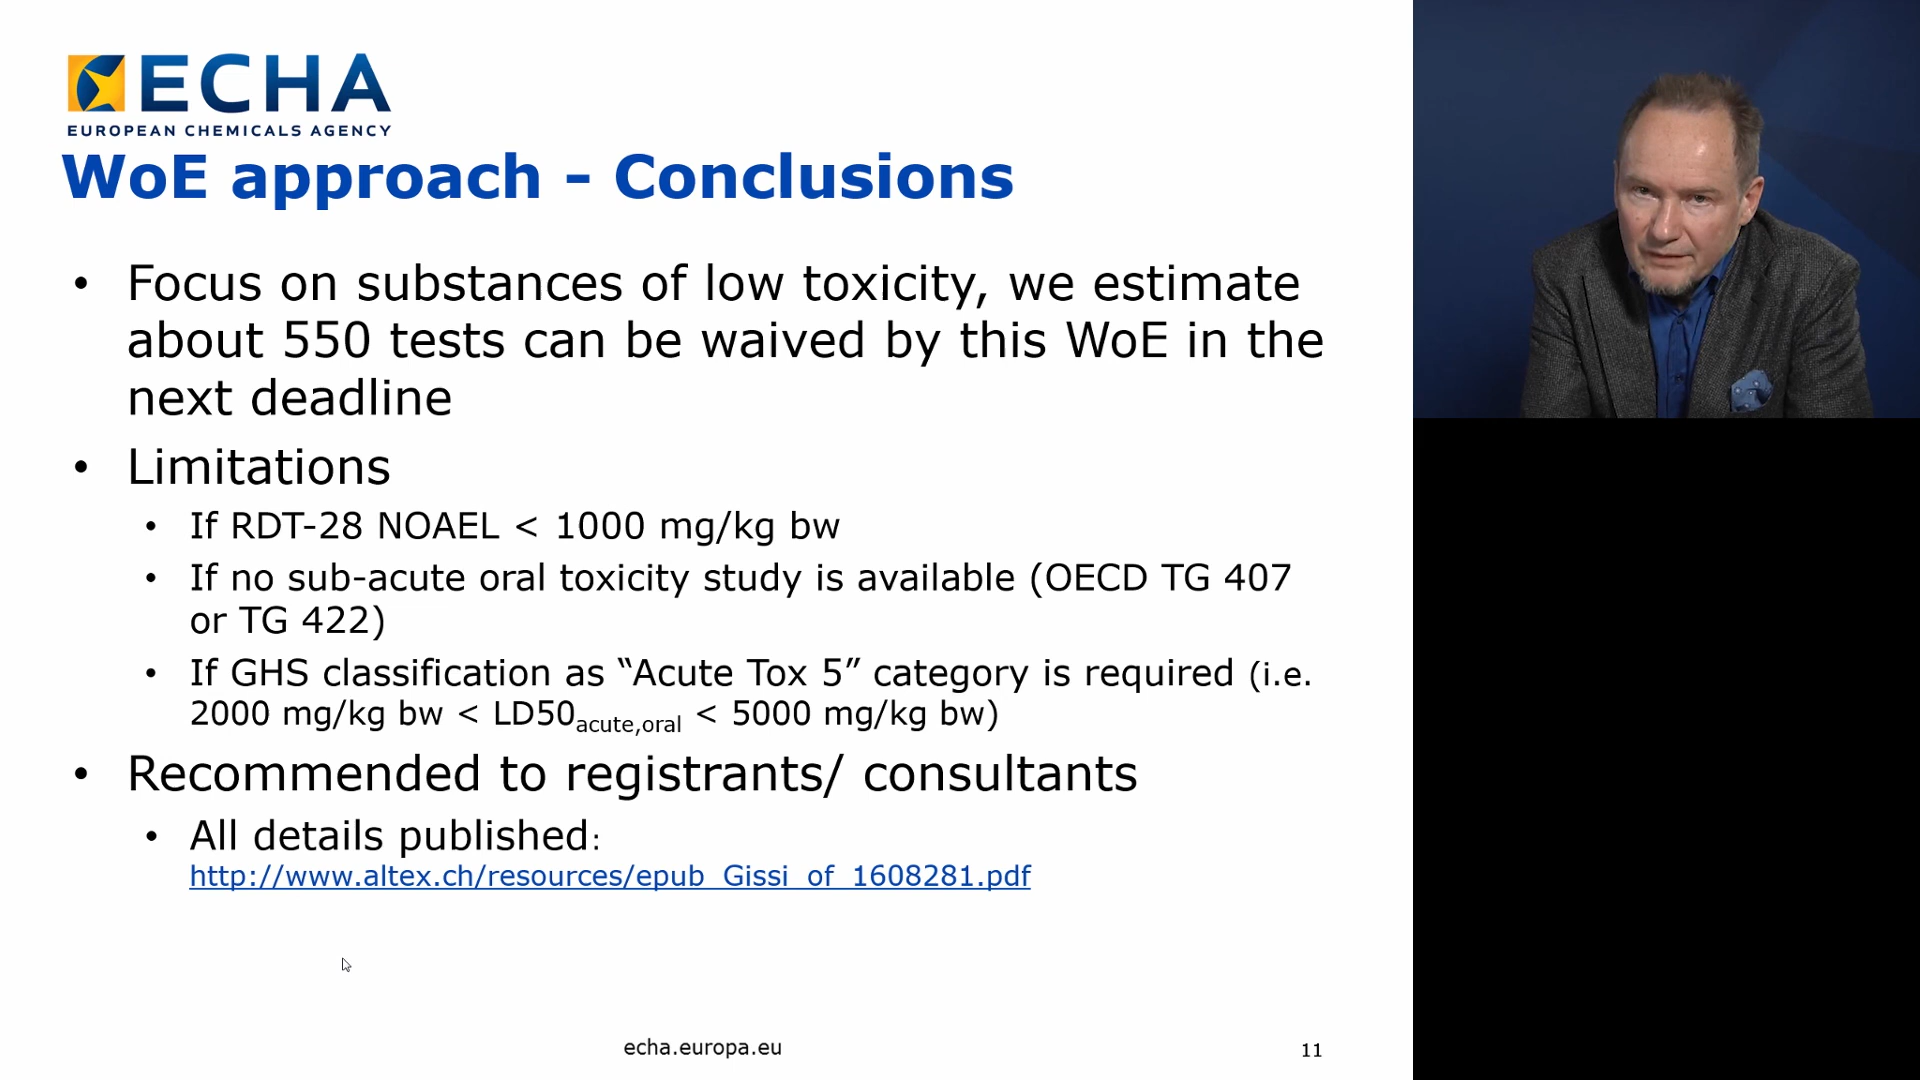 ECHA
EUROPEAN CHEMICALS AGENCY
WoE approach - Conclusions
• Focus on substances of low toxicity, we estimate
about 550 tests can be waived by this WoE in the
next deadline
• Limitations
• If RDT-28 NOAEL < 1000 mg/kg bw
• If no sub-acute oral toxicity study is available (OECD TG 407
or TG 422)
• If GHS classification as “Acute Tox 5” category is required (i.e.
2000 mg/kg bw < LD50acute,oral < 5000 mg/kg bw)
• Recommended to registrants/ consultants
• All details published:
http://www.altex.ch/resources/epub_Gissi_of_1608281.pdf
echa.europa.eu
11